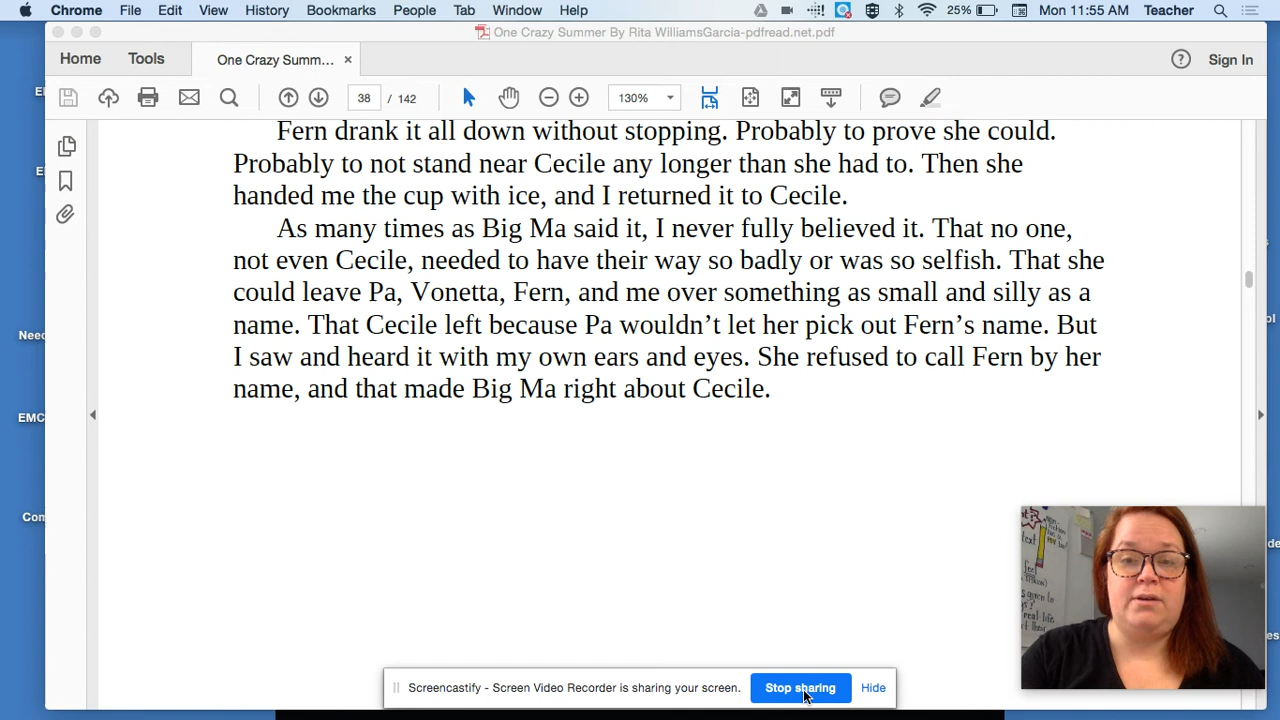 Chrome File Edit View History Bookmarks People Tab Window Help 25% Mon 11:55 AM Teacher
One Crazy Summer By Rita WilliamsGarcia-pdfread.net.pdf
Home Tools One Crazy Summ... × ? Sign In
38 / 142 130%
Fern drank it all down without stopping. Probably to prove she could.
Probably to not stand near Cecile any longer than she had to. Then she
handed me the cup with ice, and I returned it to Cecile.
As many times as Big Ma said it, I never fully believed it. That no one,
not even Cecile, needed to have their way so badly or was so selfish. That she
could leave Pa, Vonetta, Fern, and me over something as small and silly as a
name. That Cecile left because Pa wouldn’t let her pick out Fern’s name. But
I saw and heard it with my own ears and eyes. She refused to call Fern by her
name, and that made Big Ma right about Cecile.
Need
EMC
Com
text
feel
real life
Screencastify - Screen Video Recorder is sharing your screen. Stop sharing Hide